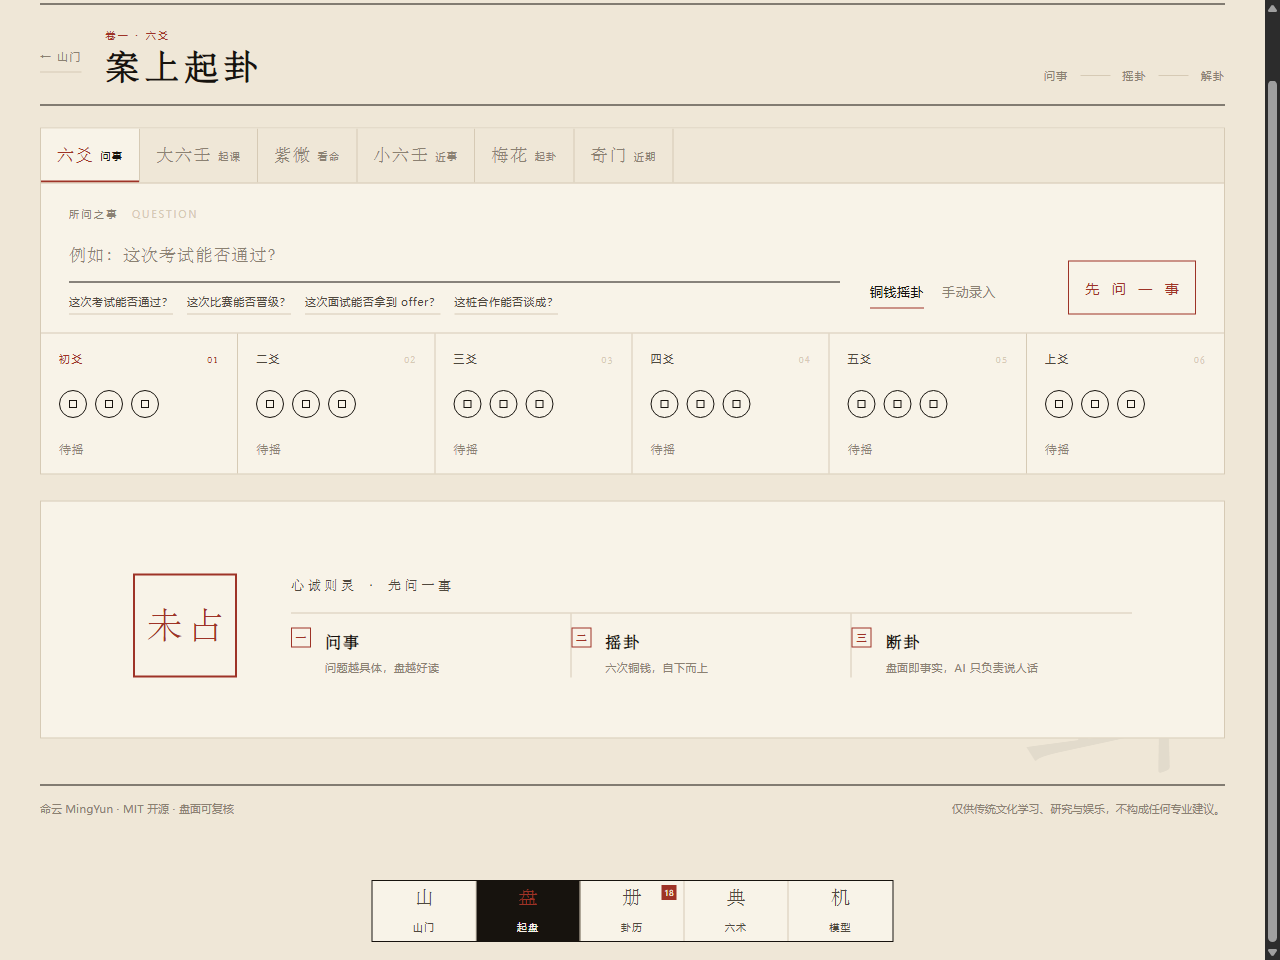 卷一 · 六爻
← 山门
案上起卦
问事 摇卦 解卦
六爻 问事 大六壬 起课 紫微 看命 小六壬 近事 梅花 起卦 奇门 近期
所问之事 QUESTION
例如：这次考试能否通过？
这次考试能否通过？ 这次比赛能否晋级？ 这次面试能否拿到 offer？ 这桩合作能否谈成？
铜钱摇卦 手动录入
先问一事
初爻 01 二爻 02 三爻 03 四爻 04 五爻 05 上爻 06
待摇 待摇 待摇 待摇 待摇 待摇
未占
心诚则灵 · 先问一事
一 问事 二 摇卦 三 断卦
问题越具体，盘越好读 六次铜钱，自下而上 盘面即事实，AI 只负责说人话
命云 MingYun · MIT 开源 · 盘面可复核
仅供传统文化学习、研究与娱乐，不构成任何专业建议。
山 盘 册 18 典 机
山门 起盘 卦历 六术 模型